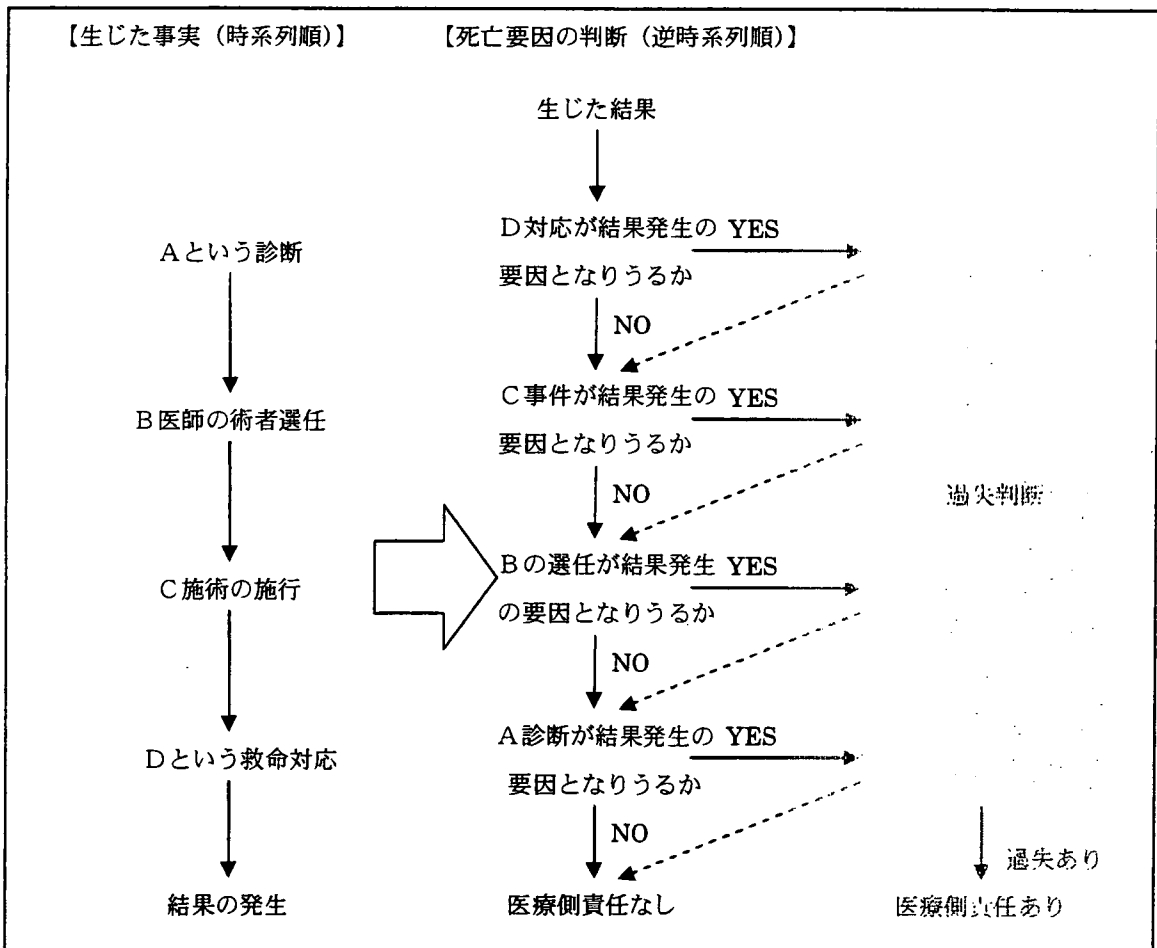 【生じた事実（時系列順）】
【死亡要因の判断（逆時系列順）】
生じた結果
Aという診断
B医師の術者選任
C施術の施行
Dという救命対応
結果の発生
D対応が結果発生の YES
要因となりうるか
NO
C事件が結果発生の YES
要因となりうるか
NO
Bの選任が結果発生 YES
の要因となりうるか
NO
A診断が結果発生の YES
要因となりうるか
NO
医療側責任なし
過失判断
過失あり
医療側責任あり